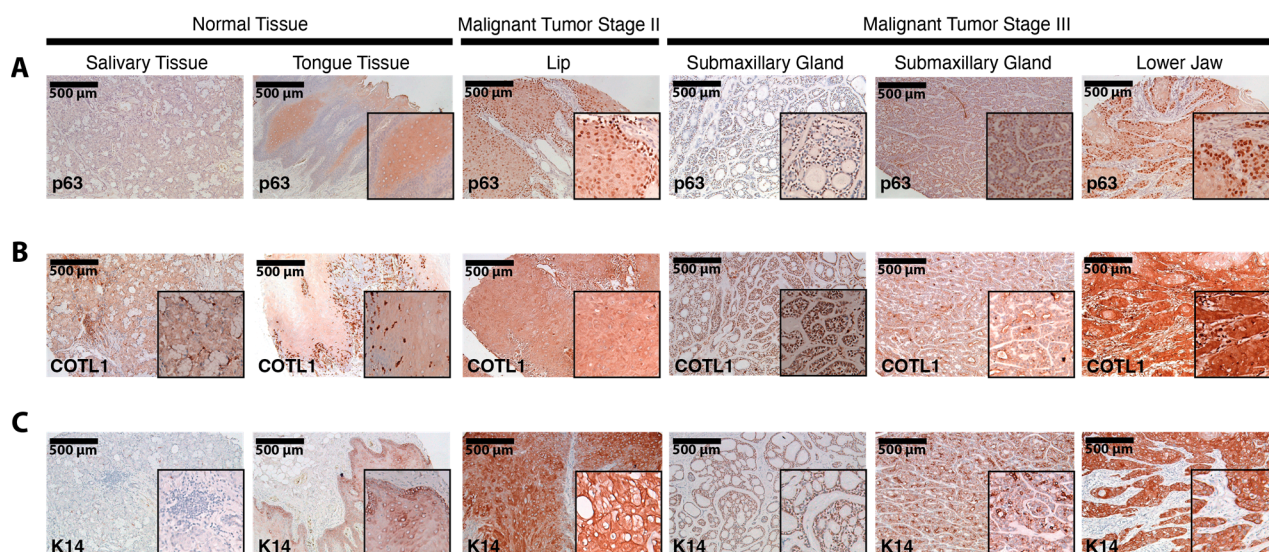 Normal Tissue Malignant Tumor Stage II Malignant Tumor Stage III
A Salivary Tissue Tongue Tissue Lip Submaxillary Gland Submaxillary Gland Lower Jaw
500 µm 500 µm 500 µm 500 µm 500 µm 500 µm
p63 p63 p63 p63 p63 p63
B
500 µm 500 µm 500 µm 500 µm 500 µm 500 µm
COTL1 COTL1 COTL1 COTL1 COTL1 COTL1
C
500 µm 500 µm 500 µm 500 µm 500 µm 500 µm
K14 K14 K14 K14 K14 K14